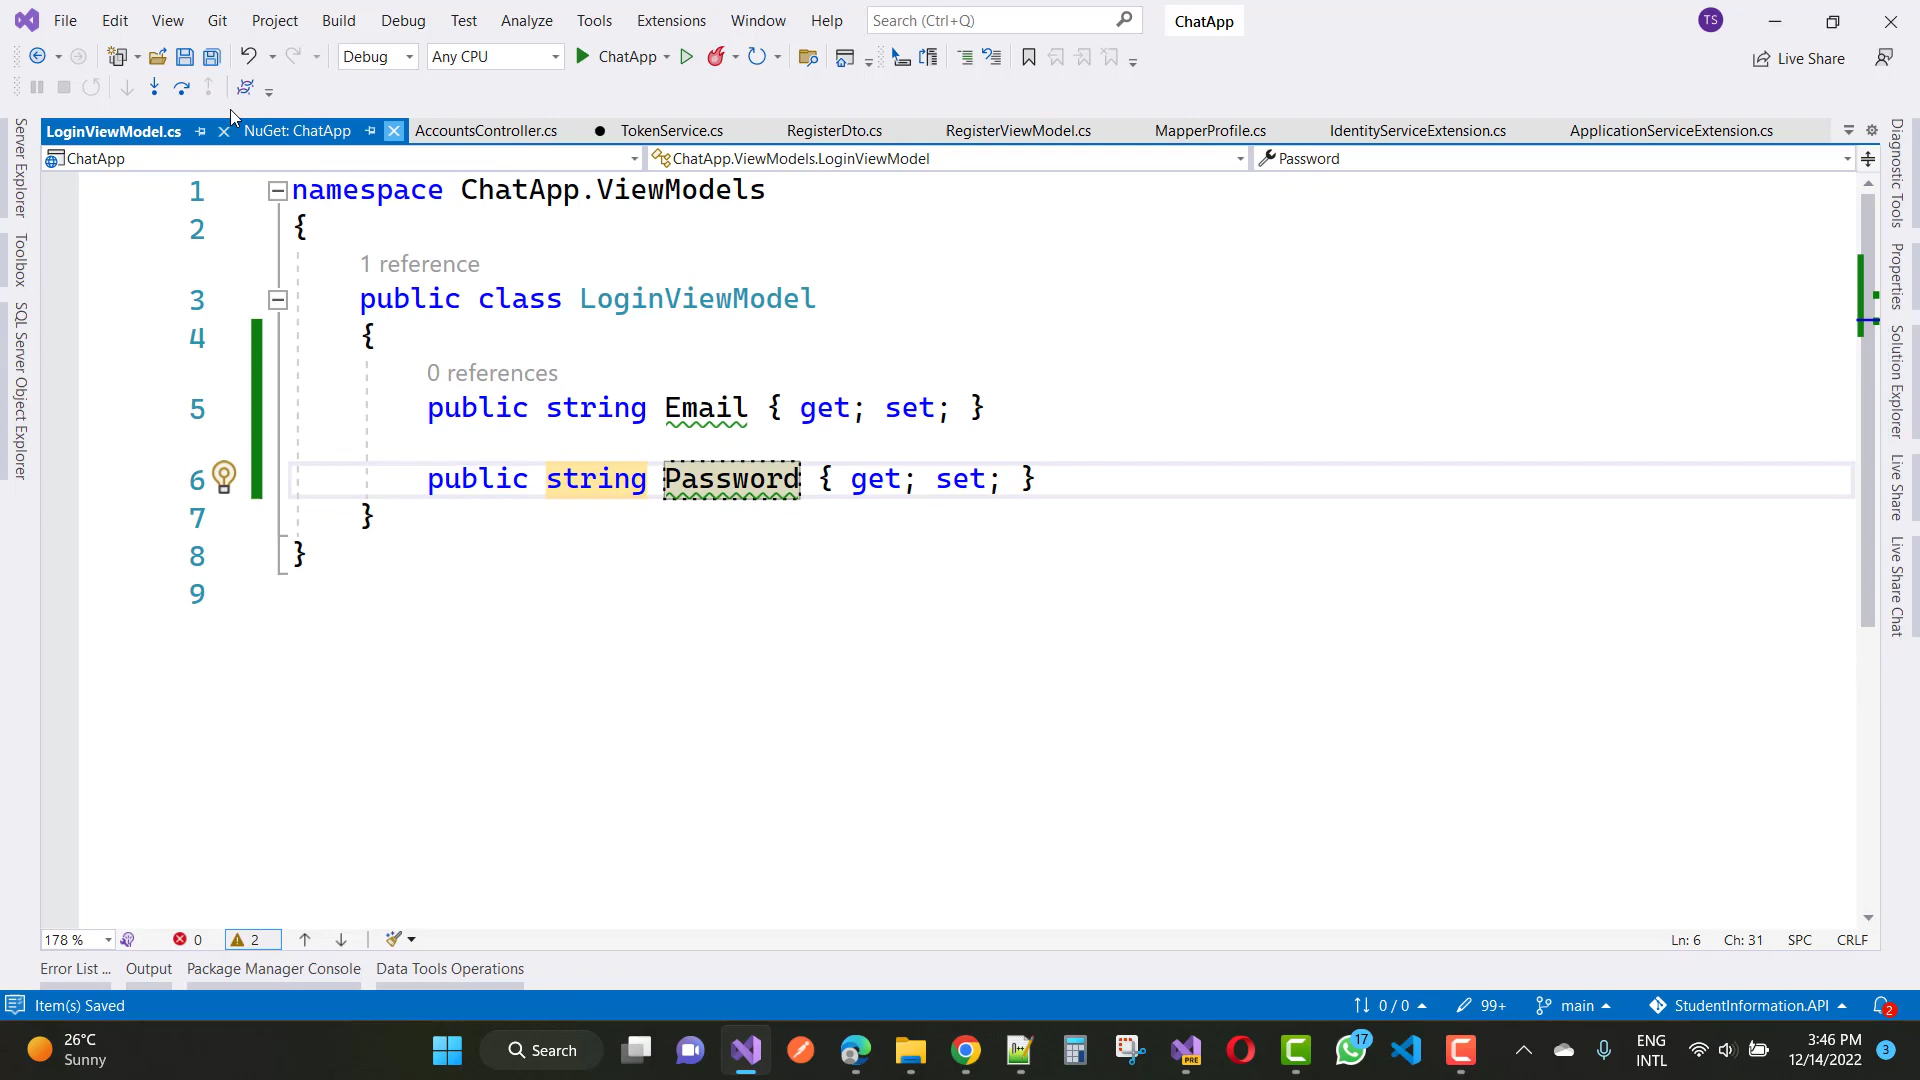 File Edit View Git Project Build Debug Test Analyze Tools Extensions Window Help Search (Ctrl+Q) ChatApp TS
Debug Any CPU ChatApp Live Share
LoginViewModel.cs NuGet: ChatApp AccountsController.cs TokenService.cs RegisterDto.cs RegisterViewModel.cs MapperProfile.cs IdentityServiceExtension.cs ApplicationServiceExtension.cs
ChatApp ChatApp.ViewModels.LoginViewModel Password
Server Explorer
Toolbox
SQL Server Object Explorer
1 namespace ChatApp.ViewModels
2 {
1 reference
3 public class LoginViewModel
4 {
0 references
5 public string Email { get; set; }
6 public string Password { get; set; }
7 }
8 }
9
Diagnostic Tools
Properties
Solution Explorer
Live Share
Live Share Chat
178 % 0 2 Ln: 6 Ch: 31 SPC CRLF
Error List ... Output Package Manager Console Data Tools Operations
Item(s) Saved 0 / 0 99+ main StudentInformation.API 2
26°C
Sunny
Search
PRE
17
ENG
INTL
3:46 PM
12/14/2022
3